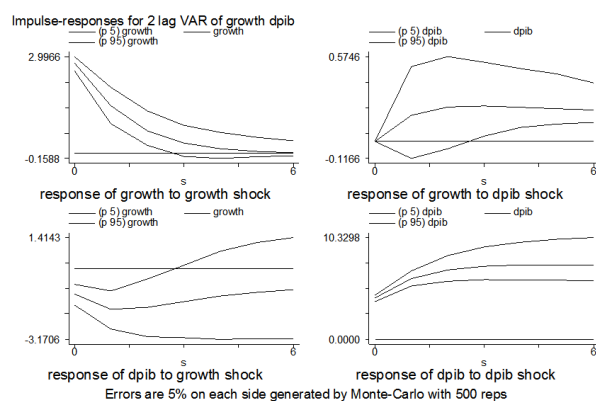 Impulse-responses for 2 lag VAR of growth dpib
(p 5) growth growth
(p 95) growth
2.9966
-0.1588
0 6
s
response of growth to growth shock
(p 5) dpib dpib
(p 95) dpib
0.5746
-0.1166
0 6
s
response of growth to dpib shock
(p 5) growth growth
(p 95) growth
1.4143
-3.1706
0 6
s
response of dpib to growth shock
(p 5) dpib dpib
(p 95) dpib
10.3298
0.0000
0 6
s
response of dpib to dpib shock
Errors are 5% on each side generated by Monte-Carlo with 500 reps